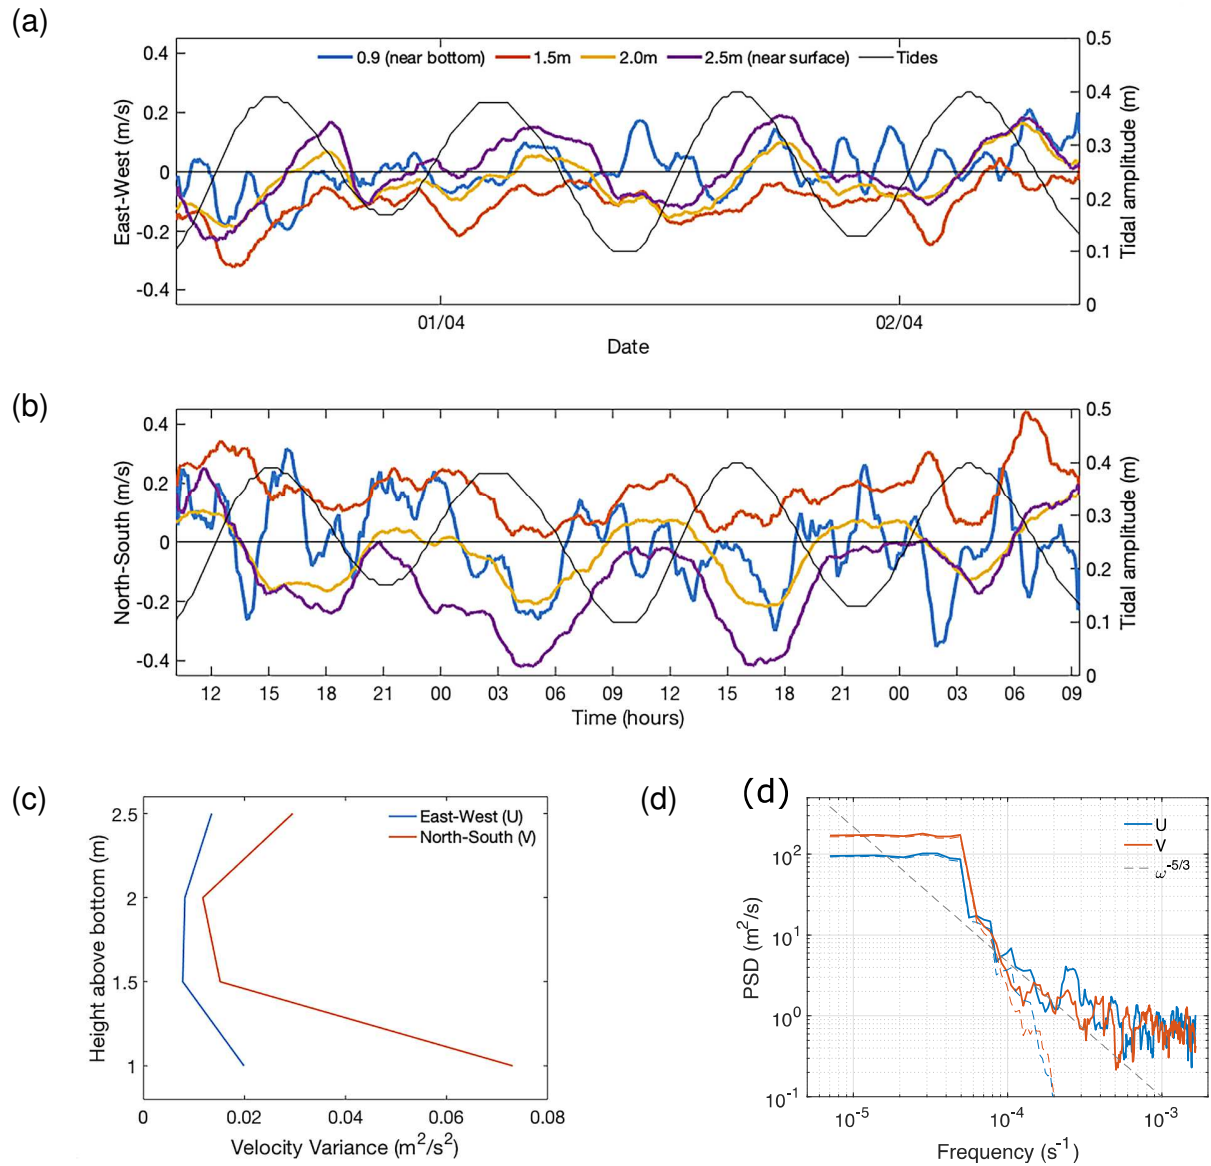 (a)
0.9 (near bottom) 1.5m 2.0m 2.5m (near surface) Tides
East-West (m/s)
0.4
0.2
0
-0.2
-0.4
0.5
0.4
0.3
0.2
0.1
0
Tidal amplitude (m)
01/04 02/04
Date
(b)
North-South (m/s)
0.4
0.2
0
-0.2
-0.4
0.5
0.4
0.3
0.2
0.1
0
Tidal amplitude (m)
12 15 18 21 00 03 06 09 12 15 18 21 00 03 06 09
Time (hours)
(c)
Height above bottom (m)
2.5
2
1.5
1
East-West (U)
North-South (V)
0 0.02 0.04 0.06 0.08
Velocity Variance (m²/s²)
(d)
(d)
PSD (m²/s)
10²
10¹
10⁰
10⁻¹
U
V
ω⁻⁵/³
10⁻⁵ 10⁻⁴ 10⁻³
Frequency (s⁻¹)